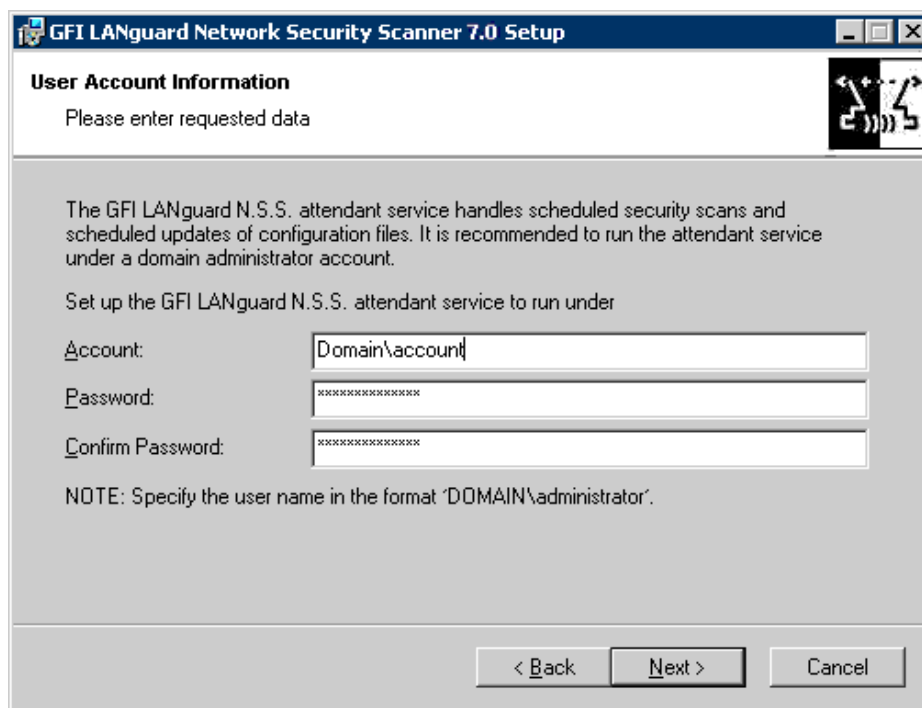 GFI LANguard Network Security Scanner 7.0 Setup
User Account Information
Please enter requested data
The GFI LANguard N.S.S. attendant service handles scheduled security scans and
scheduled updates of configuration files. It is recommended to run the attendant service
under a domain administrator account.
Set up the GFI LANguard N.S.S. attendant service to run under
Account: Domain\account
Password: **************
Confirm Password: **************
NOTE: Specify the user name in the format ‘DOMAIN\administrator’.
< Back Next > Cancel